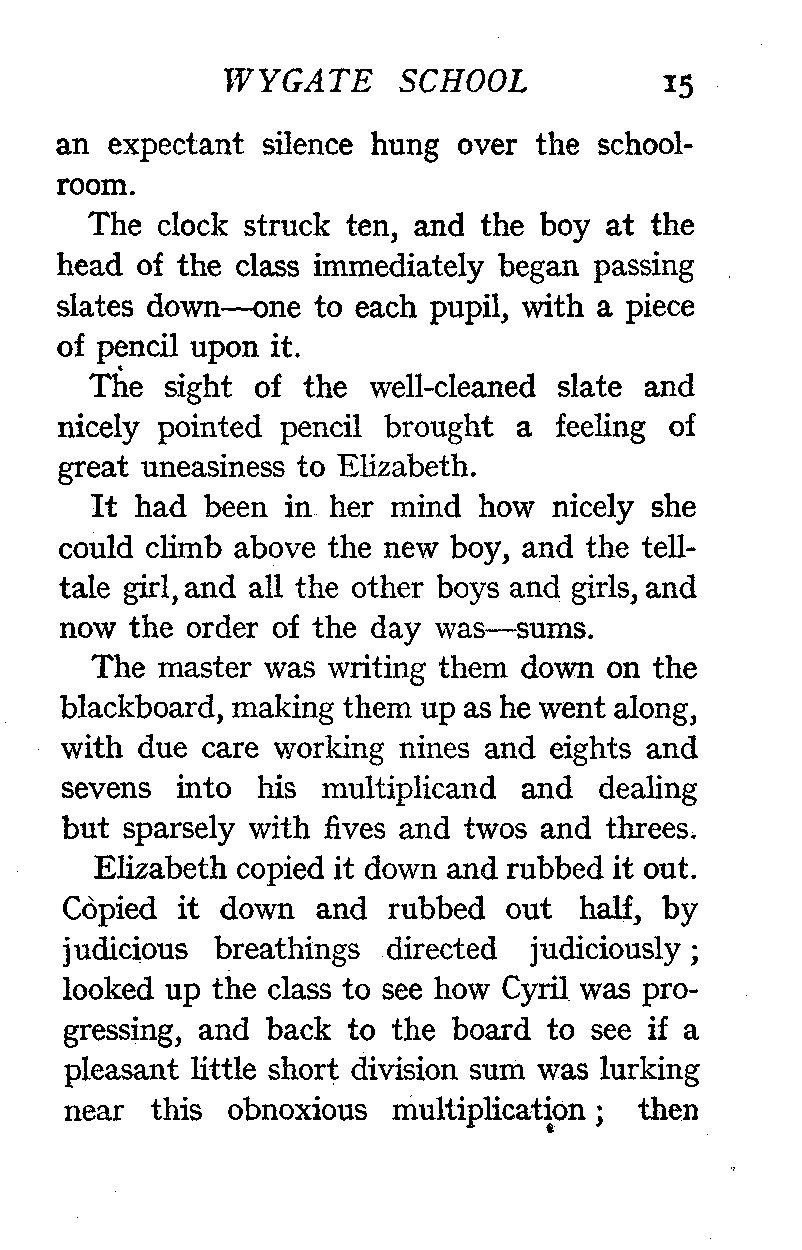 WYGATE SCHOOL 15
an expectant silence hung over the school-
room.
The clock struck ten, and the boy at the
head of the class immediately began passing
slates down—one to each pupil, with a piece
of pencil upon it.
The sight of the well-cleaned slate and
nicely pointed pencil brought a feeling of
great uneasiness to Elizabeth.
It had been in her mind how nicely she
could climb above the new boy, and the tell-
tale girl, and all the other boys and girls, and
now the order of the day was—sums.
The master was writing them down on the
blackboard, making them up as he went along,
with due care working nines and eights and
sevens into his multiplicand and dealing
but sparsely with fives and twos and threes.
Elizabeth copied it down and rubbed it out.
Copied it down and rubbed out half, by
judicious breathings directed judiciously ;
looked up the class to see how Cyril was pro-
gressing, and back to the board to see if a
pleasant little short division sum was lurking
near this obnoxious multiplication ; then